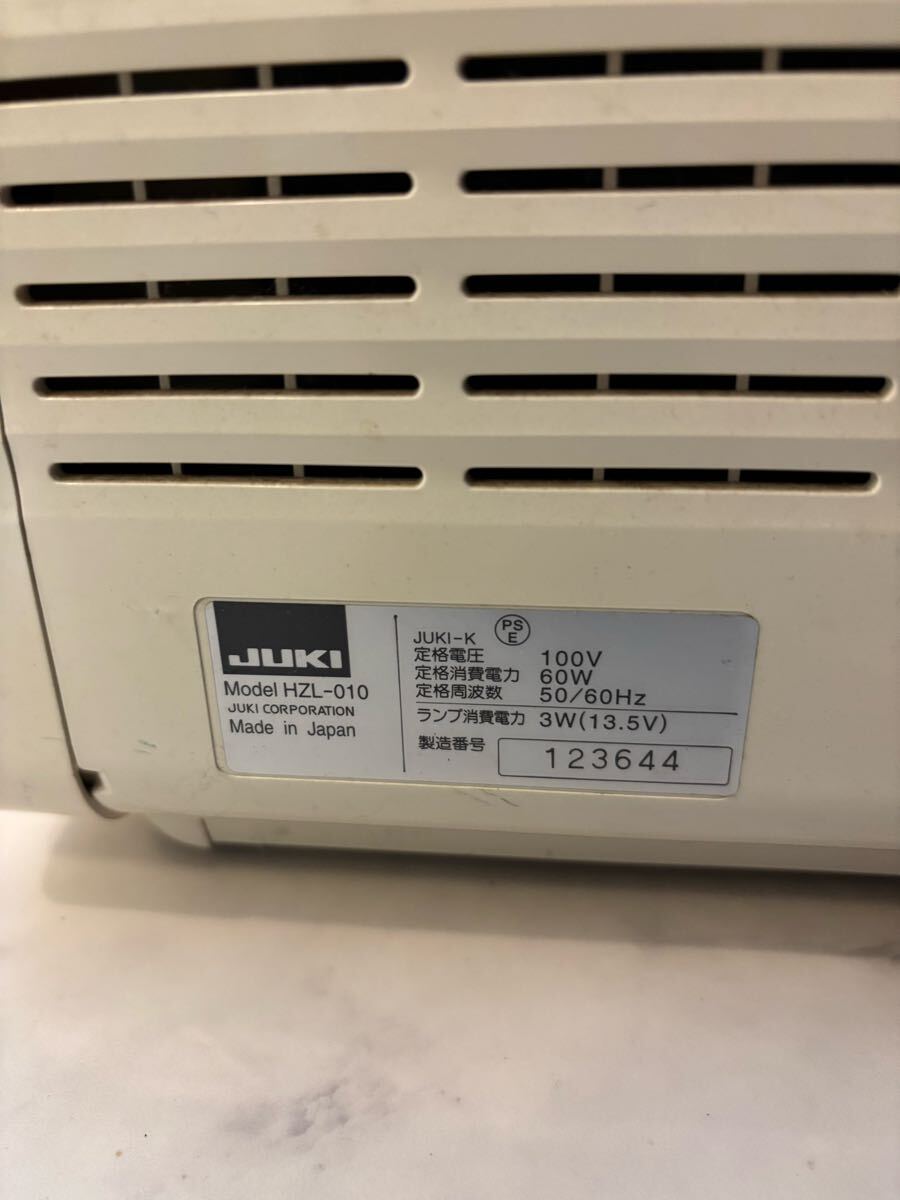 JUKI
Model HZL-010
JUKI CORPORATION
Made in Japan
JUKI-K PSE
定格電圧 100V
定格消費電力 60W
定格周波数 50/60Hz
ランプ消費電力 3W(13.5V)
製造番号 123644